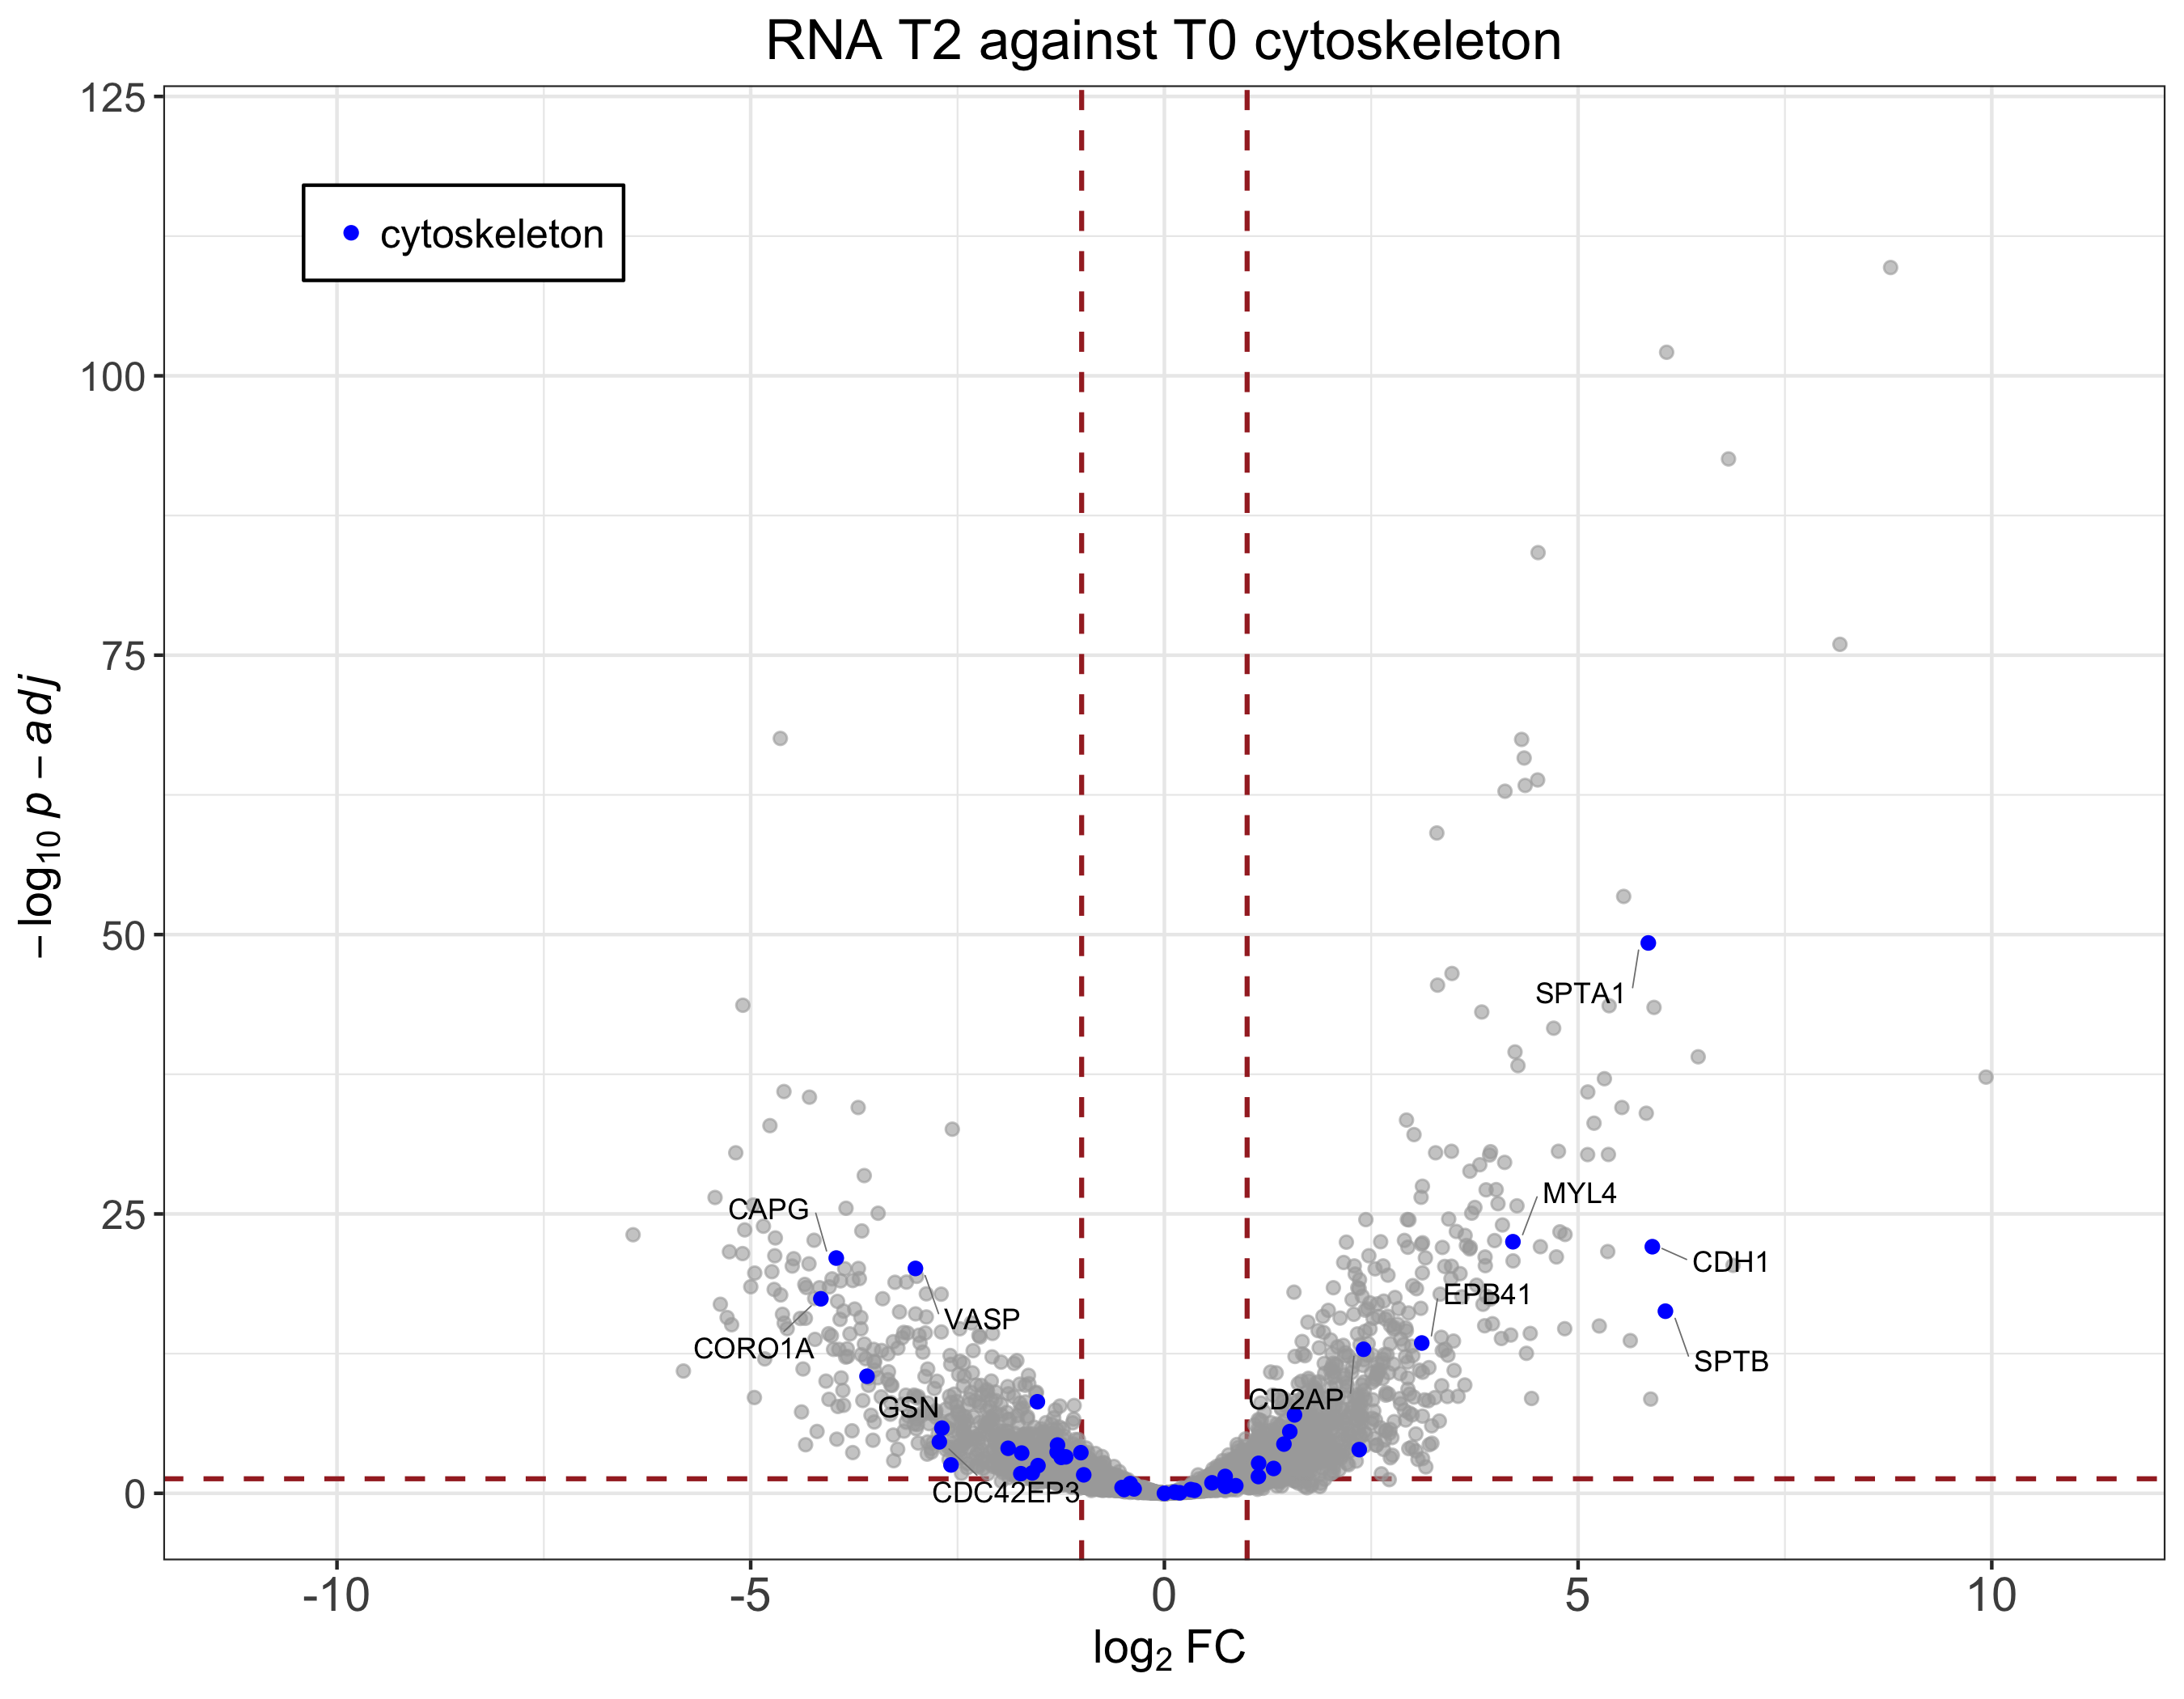 RNA T2 against T0 cytoskeleton
125
cytoskeleton
100
75
50
SPTA1
25
MYL4
CAPG
CDH1
EPB41
VASP
CORO1A
SPTB
CD2AP
GSN
CDC42EP3
0
-10 -5 0 5 10
log₂ FC
−log₁₀ p − adj